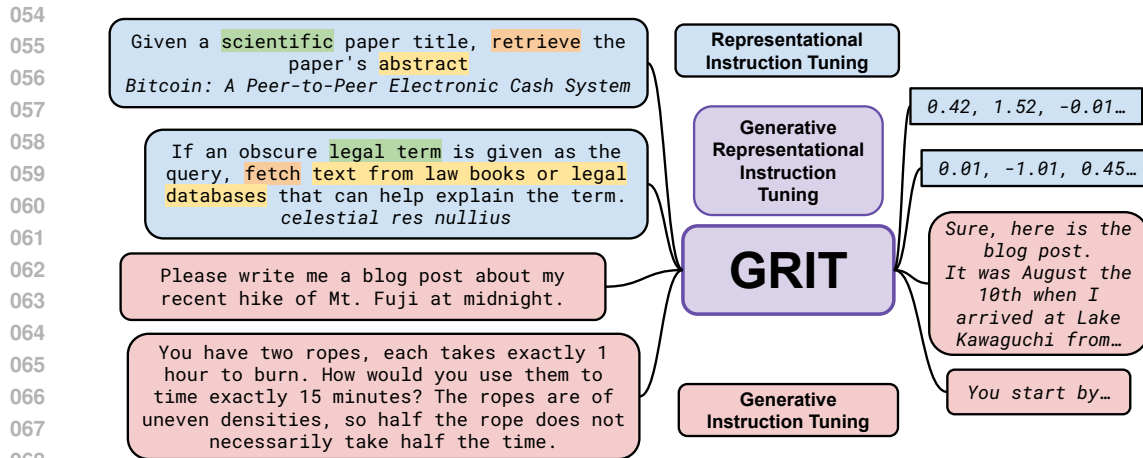 054
055
056
057
058
059
060
061
062
063
064
065
066
067
Given a scientific paper title, retrieve the
paper's abstract
Bitcoin: A Peer-to-Peer Electronic Cash System
If an obscure legal term is given as the
query, fetch text from law books or legal
databases that can help explain the term.
celestial res nullius
Please write me a blog post about my
recent hike of Mt. Fuji at midnight.
You have two ropes, each takes exactly 1
hour to burn. How would you use them to
time exactly 15 minutes? The ropes are of
uneven densities, so half the rope does not
necessarily take half the time.
Representational
Instruction Tuning
Generative
Representational
Instruction
Tuning
GRIT
Generative
Instruction Tuning
0.42, 1.52, -0.01…
0.01, -1.01, 0.45…
Sure, here is the
blog post.
It was August the
10th when I
arrived at Lake
Kawaguchi from…
You start by…